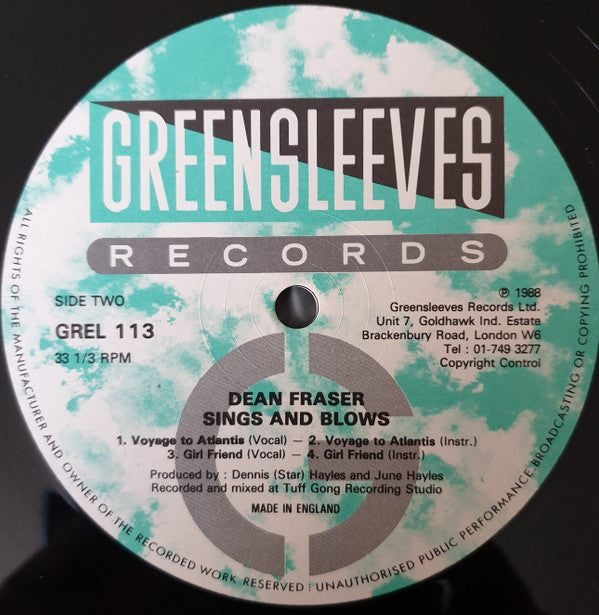 GREENSLEEVES
RECORDS
SIDE TWO
GREL 113
33 1/3 RPM
℗ 1988
Greensleeves Records Ltd.
Unit 7, Goldhawk Ind. Estate
Brackenbury Road, London W6
Tel : 01-749 3277
Copyright Control
DEAN FRASER
SINGS AND BLOWS
1. Voyage to Atlantis (Vocal) — 2. Voyage to Atlantis (Instr.)
3. Girl Friend (Vocal) — 4. Girl Friend (Instr.)
Produced by : Dennis (Star) Hayles and June Hayles
Recorded and mixed at Tuff Gong Recording Studio
MADE IN ENGLAND
ALL RIGHTS OF THE MANUFACTURER AND OWNER OF THE RECORDED WORK RESERVED : UNAUTHORISED PUBLIC PERFORMANCE BROADCASTING OR COPYING PROHIBITED